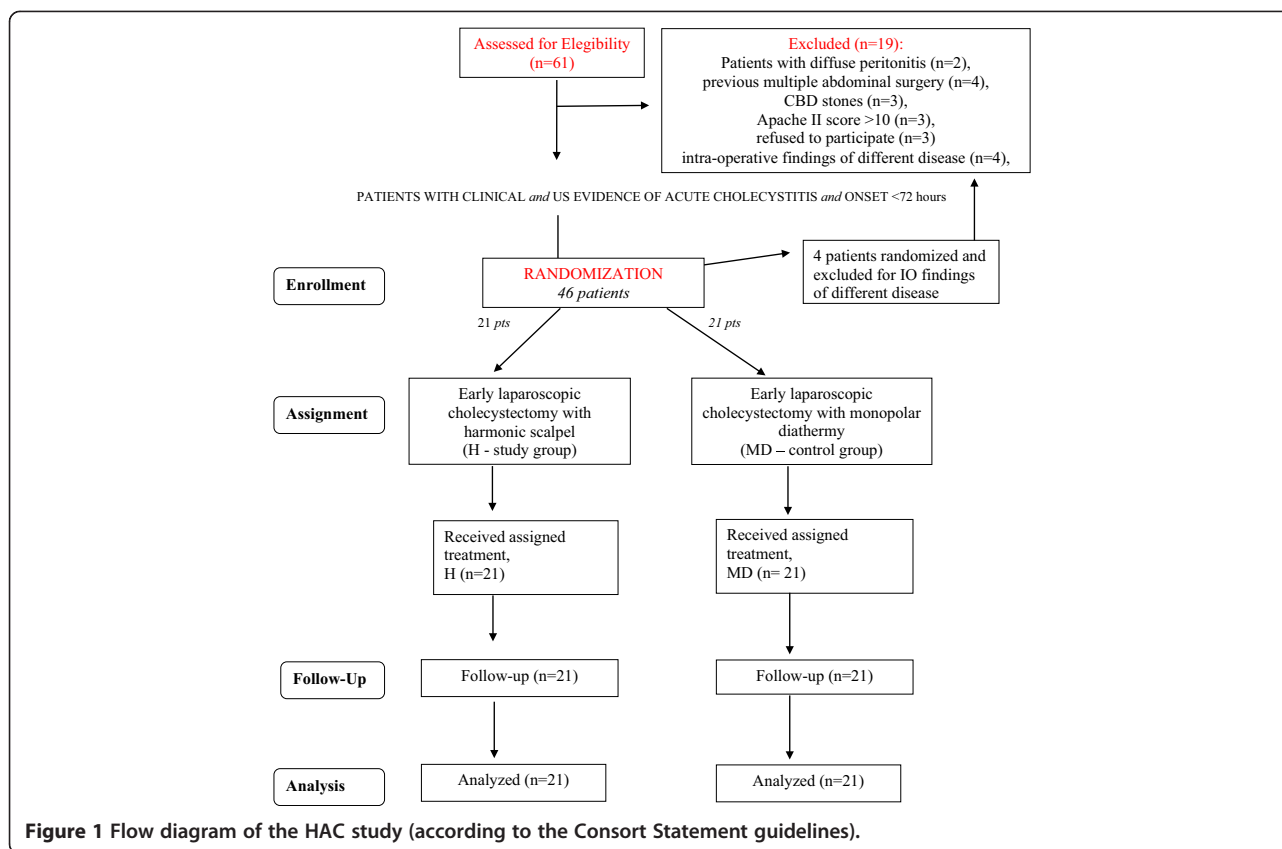 Assessed for Elegibility
(n=61)
Excluded (n=19):
Patients with diffuse peritonitis (n=2),
previous multiple abdominal surgery (n=4),
CBD stones (n=3),
Apache II score >10 (n=3),
refused to participate (n=3)
intra-operative findings of different disease (n=4),
PATIENTS WITH CLINICAL and US EVIDENCE OF ACUTE CHOLECYSTITIS and ONSET <72 hours
Enrollment
RANDOMIZATION
46 patients
4 patients randomized and
excluded for IO findings
of different disease
21 pts
21 pts
Assignment
Early laparoscopic
cholecystectomy with
harmonic scalpel
(H - study group)
Early laparoscopic
cholecystectomy with monopolar
diathermy
(MD – control group)
Received assigned
treatment,
H (n=21)
Received assigned
treatment,
MD (n= 21)
Follow-Up
Follow-up (n=21)
Follow-up (n=21)
Analysis
Analyzed (n=21)
Analyzed (n=21)
Figure 1 Flow diagram of the HAC study (according to the Consort Statement guidelines).